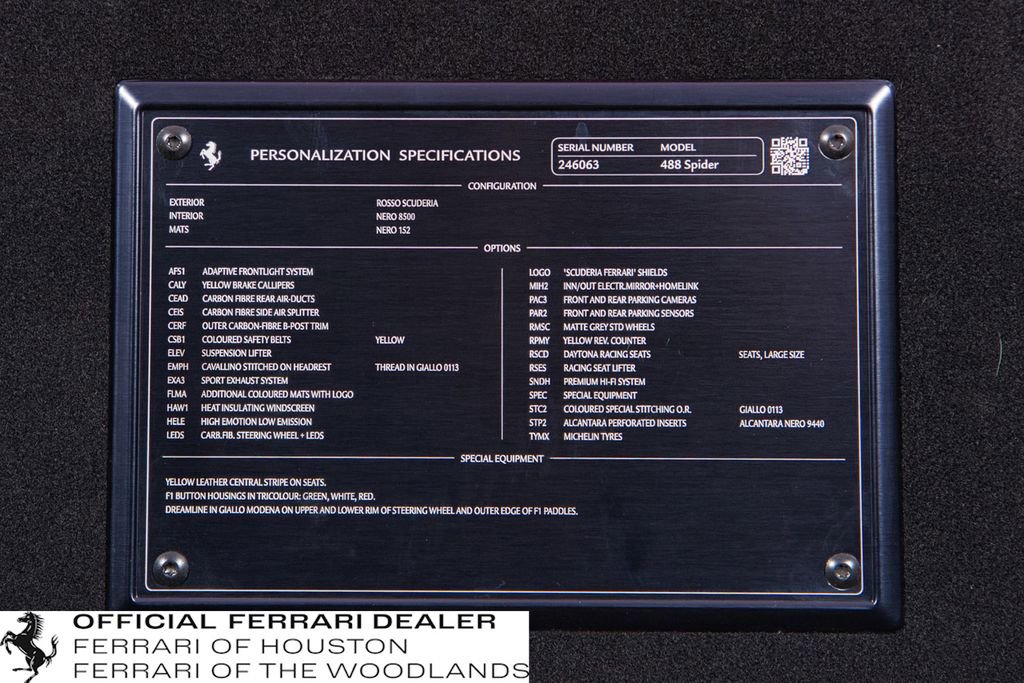 PERSONALIZATION SPECIFICATIONS
SERIAL NUMBER MODEL
246063 488 Spider
CONFIGURATION
EXTERIOR ROSSO SCUDERIA
INTERIOR NERO 8500
MATS NERO 152
OPTIONS
AFS1 ADAPTIVE FRONTLIGHT SYSTEM
CALY YELLOW BRAKE CALLIPERS
CEAD CARBON FIBRE REAR AIR-DUCTS
CEIS CARBON FIBRE SIDE AIR SPLITTER
CERF OUTER CARBON-FIBRE B-POST TRIM
CSB1 COLOURED SAFETY BELTS YELLOW
ELEV SUSPENSION LIFTER
EMPH CAVALLINO STITCHED ON HEADREST THREAD IN GIALLO 0113
EXA3 SPORT EXHAUST SYSTEM
FLMA ADDITIONAL COLOURED MATS WITH LOGO
HAW1 HEAT INSULATING WINDSCREEN
HELE HIGH EMOTION LOW EMISSION
LEDS CARB.FIB. STEERING WHEEL + LEDS
LOGO 'SCUDERIA FERRARI' SHIELDS
MIH2 INN/OUT ELECTR.MIRROR+HOMELINK
PAC3 FRONT AND REAR PARKING CAMERAS
PAR2 FRONT AND REAR PARKING SENSORS
RMSC MATTE GREY STD WHEELS
RPMY YELLOW REV. COUNTER
RSCD DAYTONA RACING SEATS SEATS, LARGE SIZE
RSES RACING SEAT LIFTER
SNDH PREMIUM HI-FI SYSTEM
SPEC SPECIAL EQUIPMENT
STC2 COLOURED SPECIAL STITCHING O.R. GIALLO 0113
STP2 ALCANTARA PERFORATED INSERTS ALCANTARA NERO 9440
TYMX MICHELIN TYRES
SPECIAL EQUIPMENT
YELLOW LEATHER CENTRAL STRIPE ON SEATS.
F1 BUTTON HOUSINGS IN TRICOLOUR: GREEN, WHITE, RED.
DREAMLINE IN GIALLO MODENA ON UPPER AND LOWER RIM OF STEERING WHEEL AND OUTER EDGE OF F1 PADDLES.
OFFICIAL FERRARI DEALER
FERRARI OF HOUSTON
FERRARI OF THE WOODLANDS